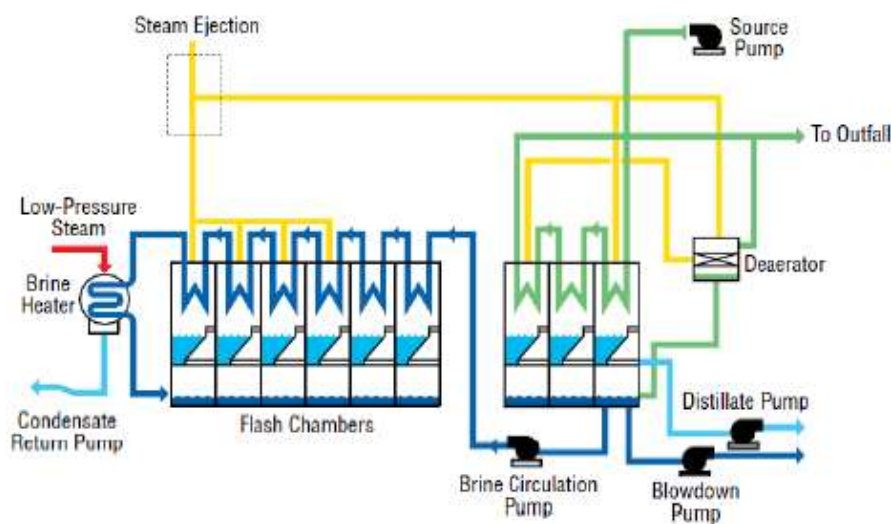 Steam Ejection
Source
Pump
To Outfall
Low-Pressure
Steam
Deaerator
Brine
Heater
Condensate
Return Pump
Flash Chambers
Distillate Pump
Brine Circulation
Pump
Blowdown
Pump